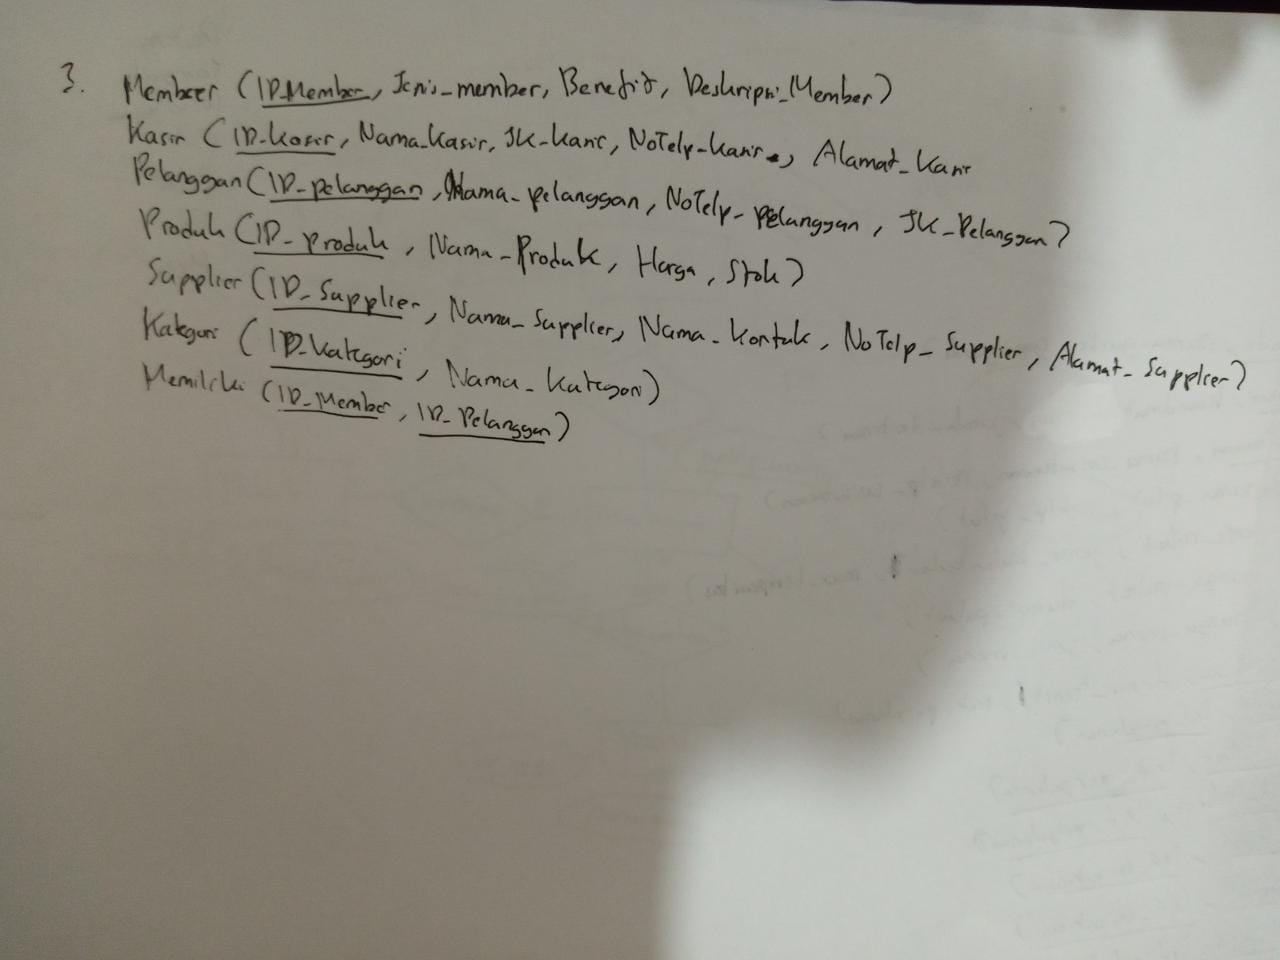 3. Member (ID_Member, Jenis_member, Benefit, Deskripsi_Member)
Kasir (ID_kasir, Nama_kasir, JK_kasir, NoTelp_kasir, Alamat_Kasir
Pelanggan (ID_pelanggan, Nama_pelanggan, NoTelp_pelanggan, JK_Pelanggan)
Produk (ID_produk, Nama_Produk, Harga, Stok)
Supplier (ID_Supplier, Nama_Supplier, Nama_kontak, NoTelp_Supplier, Alamat_Supplier)
Kategori (ID_Kategori, Nama_Kategori)
Memiliki (ID_Member, ID_Pelanggan)